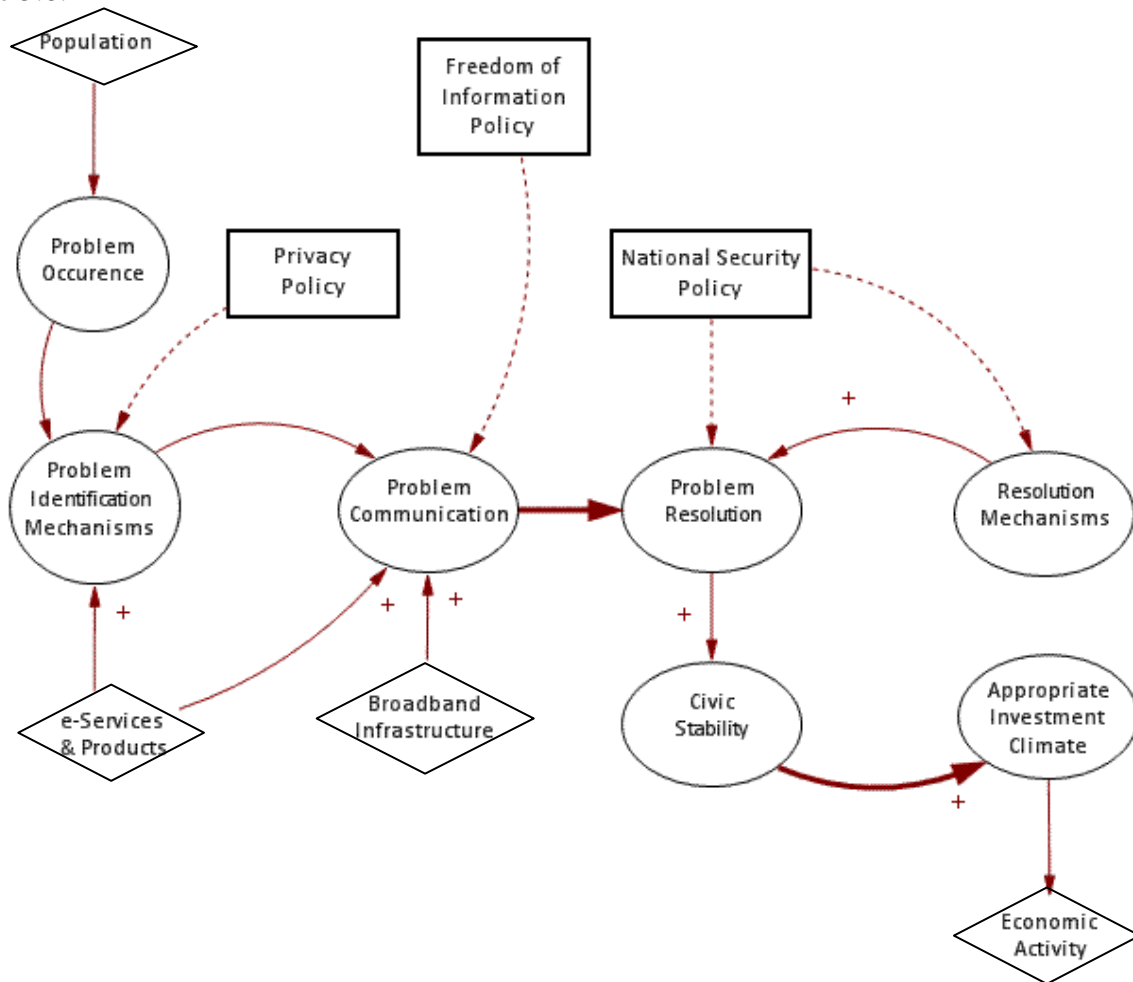 Population
Freedom of
Information
Policy
Problem
Occurence
Privacy
Policy
National Security
Policy
+
Problem
Identification
Mechanisms
Problem
Communication
Problem
Resolution
Resolution
Mechanisms
+
+
+
+
e-Services
& Products
Broadband
Infrastructure
Civic
Stability
Appropriate
Investment
Climate
+
Economic
Activity